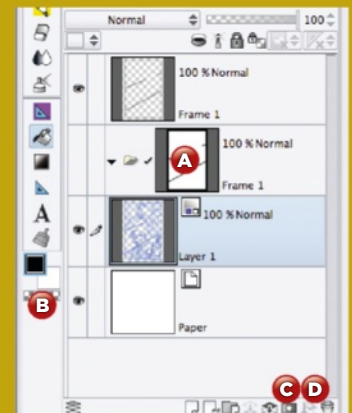 Normal 100
100 % Normal
Frame 1
A 100 % Normal
Frame 1
100 % Normal
Layer 1
A
B
Paper
C D